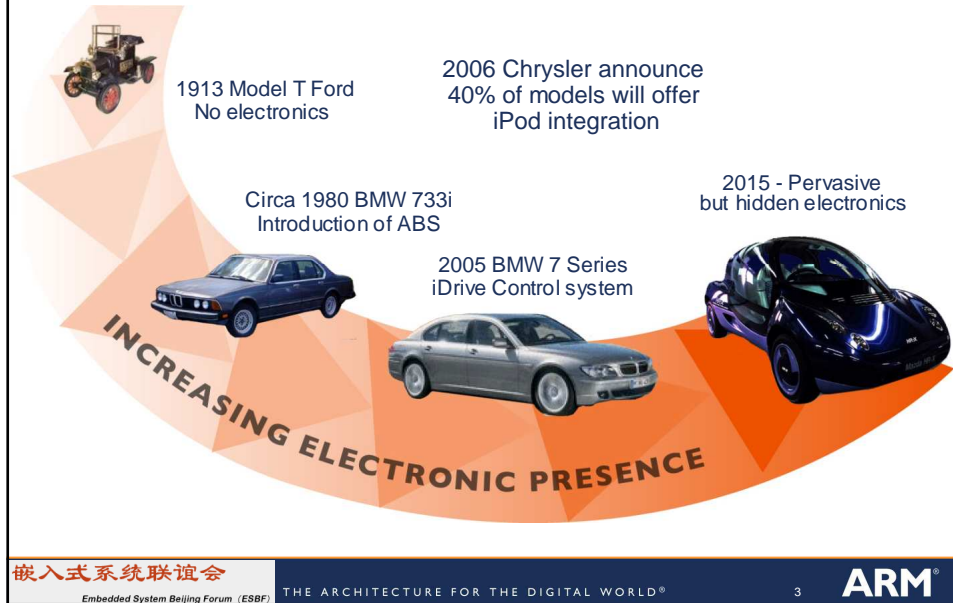 1913 Model T Ford
No electronics
2006 Chrysler announce
40% of models will offer
iPod integration
Circa 1980 BMW 733i
Introduction of ABS
2005 BMW 7 Series
iDrive Control system
2015 - Pervasive
but hidden electronics
INCREASING ELECTRONIC PRESENCE
嵌入式系统联谊会
Embedded System Beijing Forum (ESBF)
THE ARCHITECTURE FOR THE DIGITAL WORLD®
3
ARM®